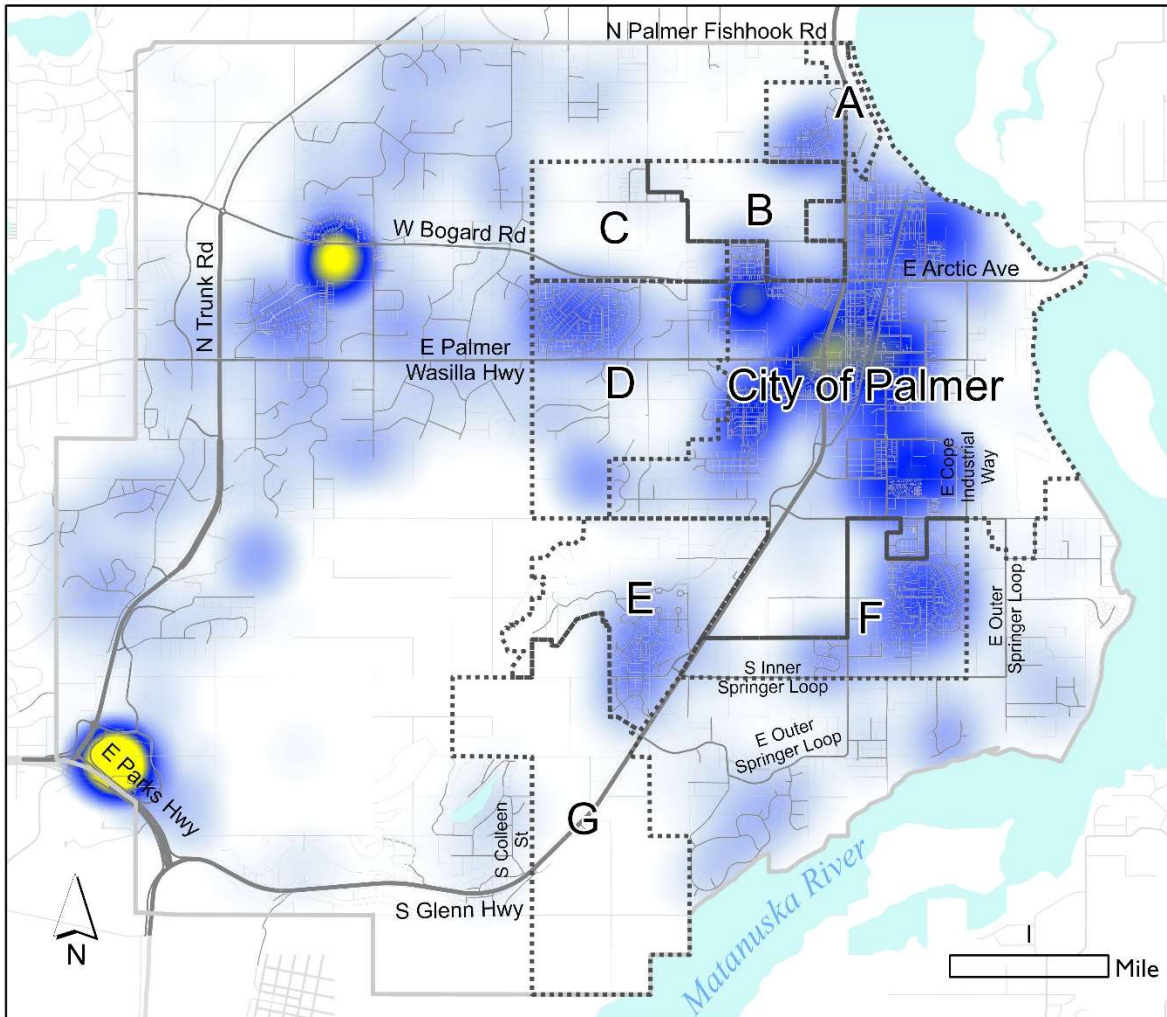 N Palmer Fishhook Rd
A
B
C
W Bogard Rd
N Trunk Rd
E Arctic Ave
E Palmer
Wasilla Hwy
D
City of Palmer
E Cope
Industrial
Way
E
F
E Outer
Springer Loop
S Inner
Springer Loop
E Outer
Springer Loop
E Parks Hwy
G
S Colleen
St
S Glenn Hwy
Matanuska River
N
1
Mile